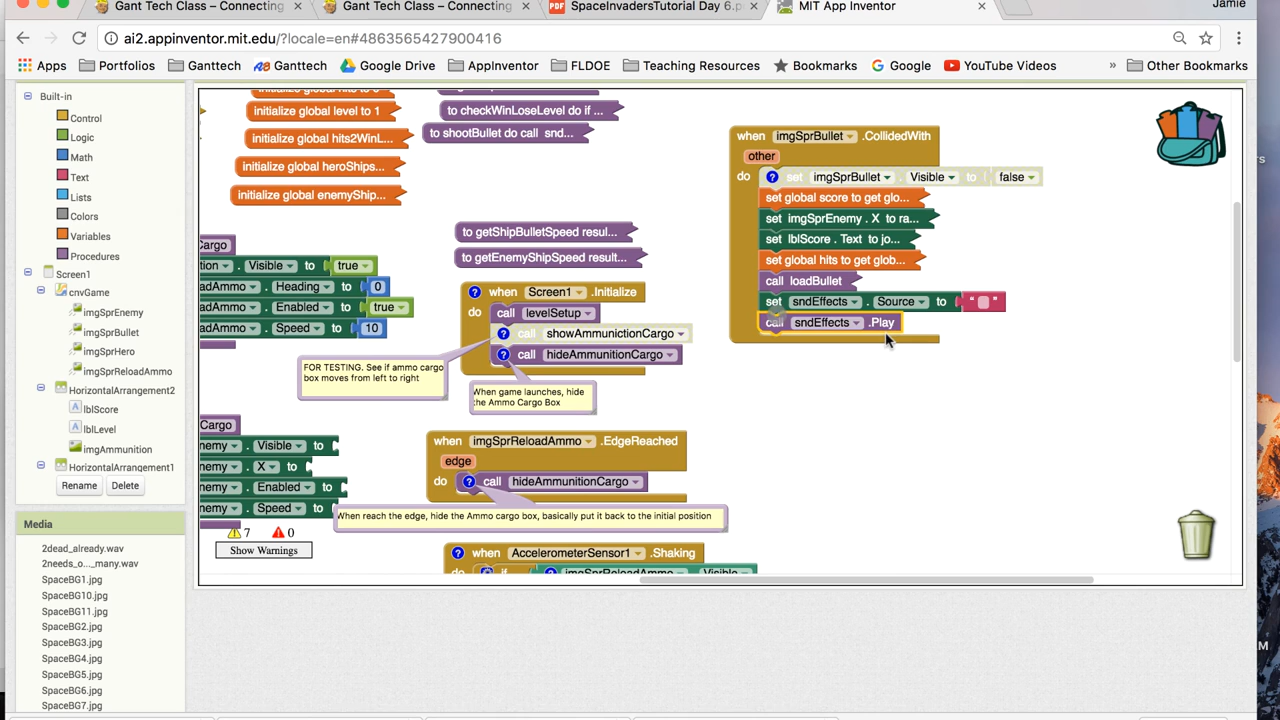 Gant Tech Class – Connecting × Gant Tech Class – Connecting × PDF SpaceInvadersTutorial Day 6.p × MIT App Inventor × Jamie
ai2.appinventor.mit.edu/?locale=en#4863565427900416
Apps Portfolios Ganttech Ganttech Google Drive AppInventor FLDOE Teaching Resources Bookmarks Google YouTube Videos » Other Bookmarks
Built-in
Control
Logic
Math
Text
Lists
Colors
Variables
Procedures
Screen1
cnvGame
imgSprEnemy
imgSprBullet
imgSprHero
imgSprReloadAmmo
HorizontalArrangement2
lblScore
lblLevel
imgAmmunition
HorizontalArrangement1
Rename Delete
Media
2dead_already.wav
2needs_o..._many.wav
SpaceBG1.jpg
SpaceBG10.jpg
SpaceBG11.jpg
SpaceBG2.jpg
SpaceBG3.jpg
SpaceBG4.jpg
SpaceBG5.jpg
SpaceBG6.jpg
SpaceBG7.jpg
initialize global level to 1
initialize global hits2WinL...
initialize global heroShips...
initialize global enemyShip...
to checkWinLoseLevel do if ...
to shootBullet do call snd...
to getShipBulletSpeed resul...
to getEnemyShipSpeed result...
Cargo
tion . Visible to true
adAmmo . Heading to 0
adAmmo . Enabled to true
adAmmo . Speed to 10
Cargo
nemy . Visible to
nemy . X to
nemy . Enabled to
nemy . Speed to
when Screen1 .Initialize
do call levelSetup
? call showAmmunictionCargo
? call hideAmmunitionCargo
FOR TESTING. See if ammo cargo
box moves from left to right
When game launches, hide
the Ammo Cargo Box
when imgSprReloadAmmo .EdgeReached
edge
do ? call hideAmmunitionCargo
When reach the edge, hide the Ammo cargo box, basically put it back to the initial position
? when AccelerometerSensor1 .Shaking
do if ? imgSprReloadAmmo . Visible
when imgSprBullet .CollidedWith
other
do ? set imgSprBullet . Visible to false
set global score to get glo...
set imgSprEnemy . X to ra...
set lblScore . Text to jo...
set global hits to get glob...
call loadBullet
set sndEffects . Source to " "
call sndEffects .Play
7 0
Show Warnings